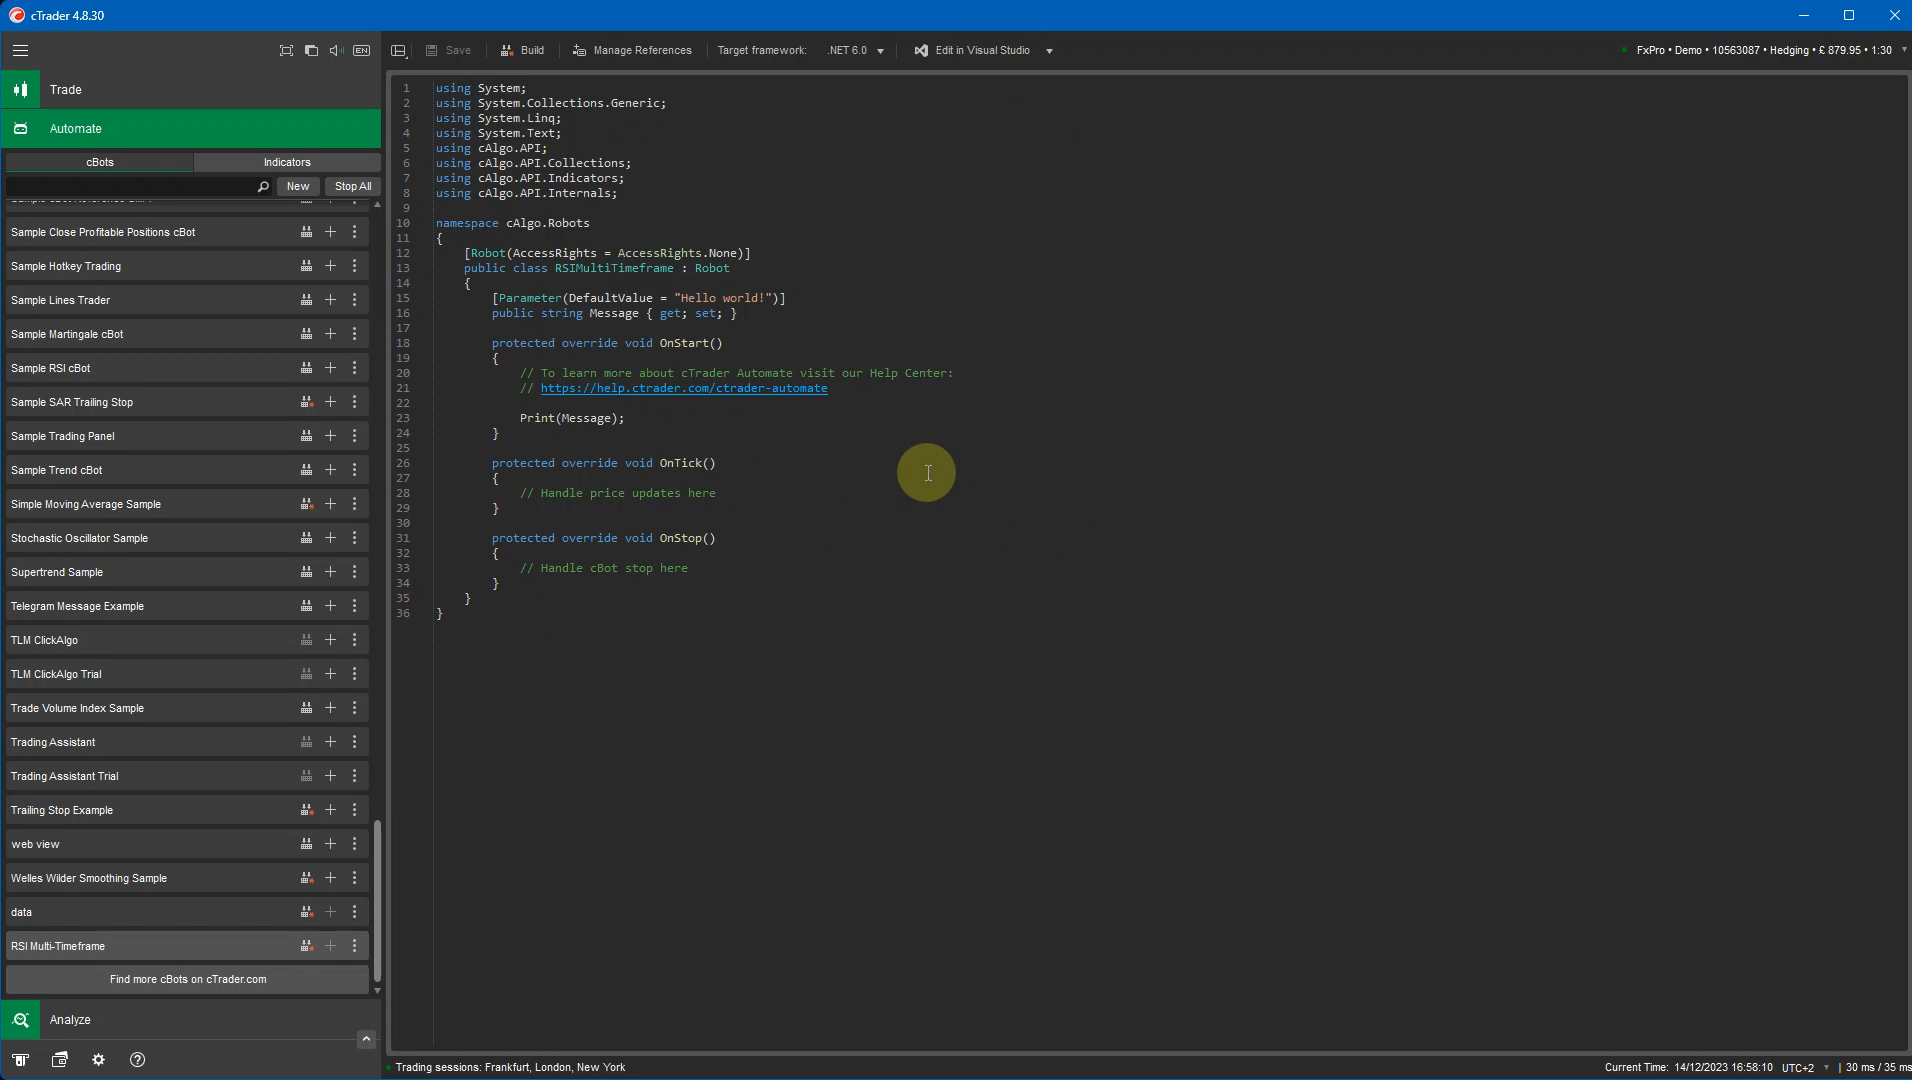 cTrader 4.8.30
EN
Save
Build
Manage References
Target framework:
.NET 6.0
Edit in Visual Studio
FxPro • Demo • 10563087 • Hedging • £ 879.95 • 1:30
Trade
Automate
cBots
Indicators
New
Stop All
Sample Close Profitable Positions cBot
Sample Hotkey Trading
Sample Lines Trader
Sample Martingale cBot
Sample RSI cBot
Sample SAR Trailing Stop
Sample Trading Panel
Sample Trend cBot
Simple Moving Average Sample
Stochastic Oscillator Sample
Supertrend Sample
Telegram Message Example
TLM ClickAlgo
TLM ClickAlgo Trial
Trade Volume Index Sample
Trading Assistant
Trading Assistant Trial
Trailing Stop Example
web view
Welles Wilder Smoothing Sample
data
RSI Multi-Timeframe
Find more cBots on cTrader.com
Analyze
1 using System;
2 using System.Collections.Generic;
3 using System.Linq;
4 using System.Text;
5 using cAlgo.API;
6 using cAlgo.API.Collections;
7 using cAlgo.API.Indicators;
8 using cAlgo.API.Internals;
9
10 namespace cAlgo.Robots
11 {
12 [Robot(AccessRights = AccessRights.None)]
13 public class RSIMultiTimeframe : Robot
14 {
15 [Parameter(DefaultValue = "Hello world!")]
16 public string Message { get; set; }
17
18 protected override void OnStart()
19 {
20 // To learn more about cTrader Automate visit our Help Center:
21 // https://help.ctrader.com/ctrader-automate
22
23 Print(Message);
24 }
25
26 protected override void OnTick()
27 {
28 // Handle price updates here
29 }
30
31 protected override void OnStop()
32 {
33 // Handle cBot stop here
34 }
35 }
36 }
Trading sessions: Frankfurt, London, New York
Current Time: 14/12/2023 16:58:10 UTC+2 | 30 ms / 35 ms